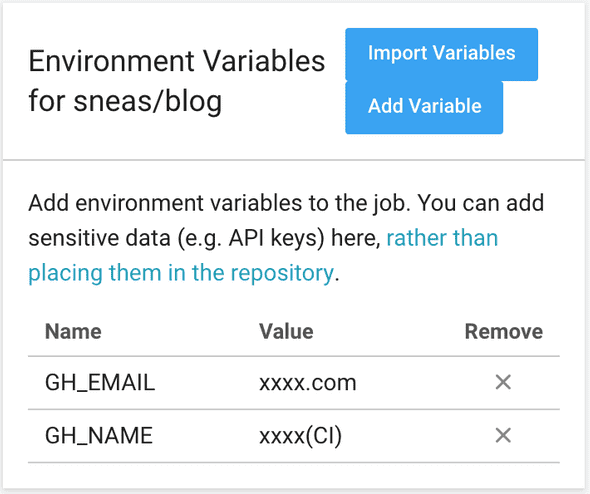 Environment Variables
for sneas/blog
Import Variables
Add Variable
Add environment variables to the job. You can add
sensitive data (e.g. API keys) here, rather than
placing them in the repository.
Name Value Remove
GH_EMAIL xxxx.com ×
GH_NAME xxxx(CI) ×